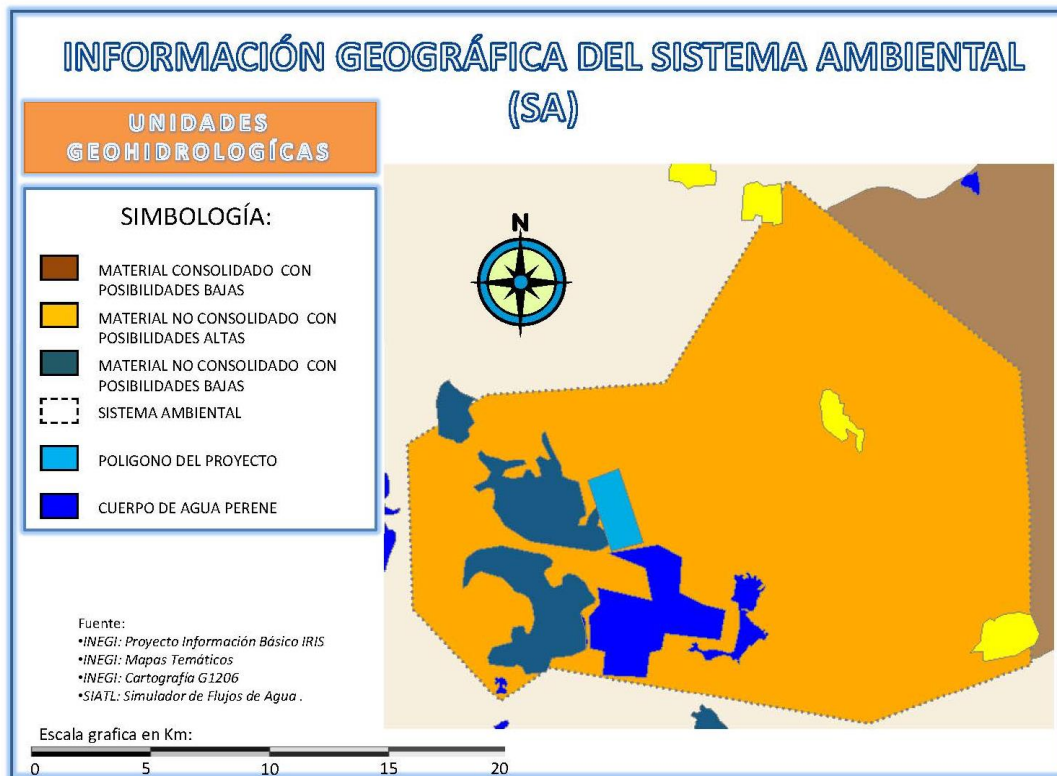 INFORMACIÓN GEOGRÁFICA DEL SISTEMA AMBIENTAL
(SA)
UNIDADES
GEOHIDROLOGÍCAS
SIMBOLOGÍA:
MATERIAL CONSOLIDADO CON
POSIBILIDADES BAJAS
MATERIAL NO CONSOLIDADO CON
POSIBILIDADES ALTAS
MATERIAL NO CONSOLIDADO CON
POSIBILIDADES BAJAS
SISTEMA AMBIENTAL
POLIGONO DEL PROYECTO
CUERPO DE AGUA PERENE
N
Fuente:
•INEGI: Proyecto Información Básico IRIS
•INEGI: Mapas Temáticos
•INEGI: Cartografía G1206
•SIATL: Simulador de Flujos de Agua .
Escala grafica en Km:
0 5 10 15 20